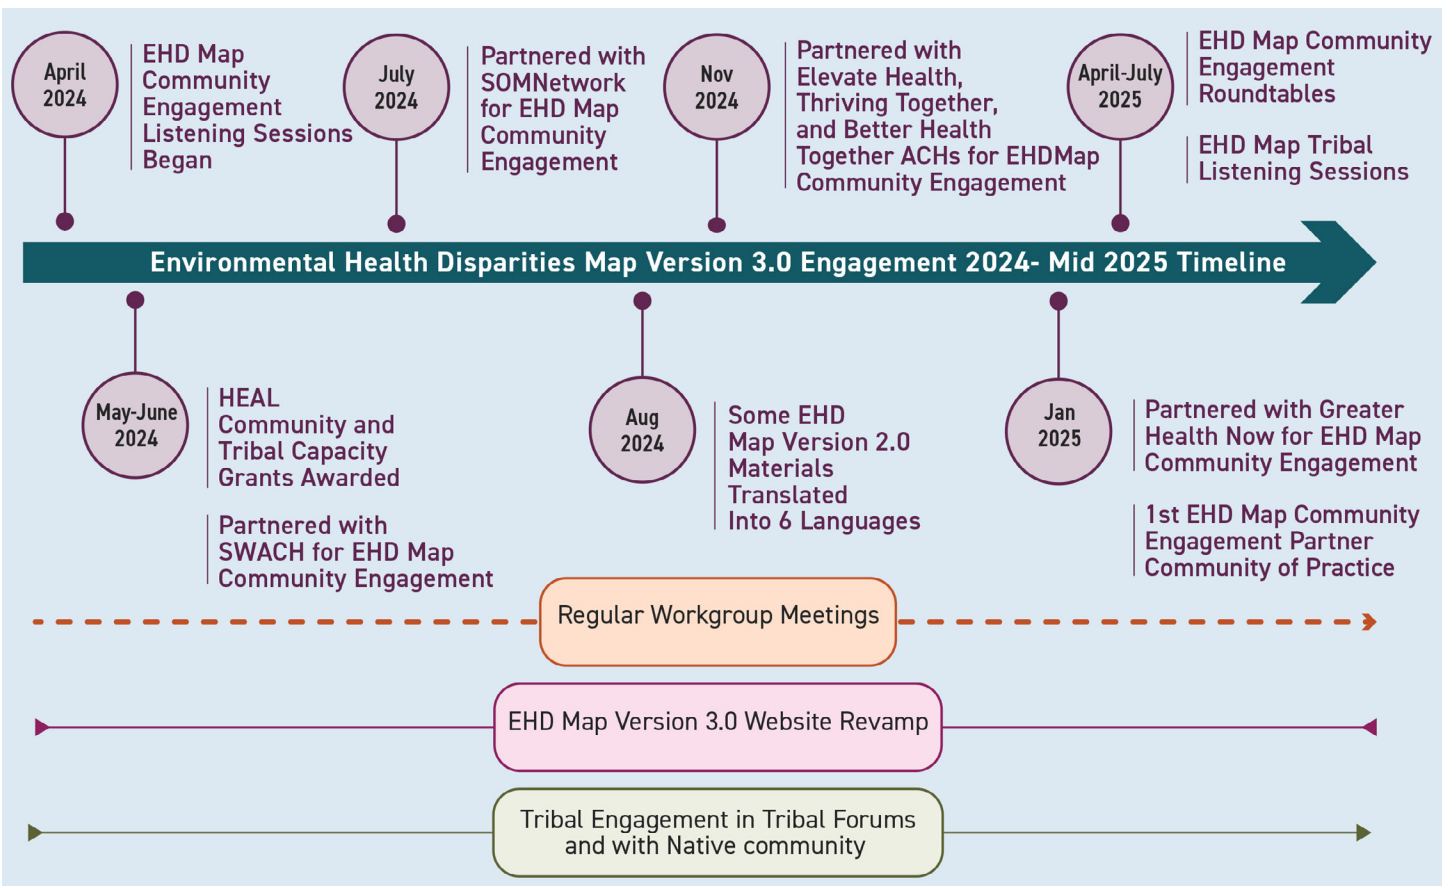 April
2024
EHD Map
Community
Engagement
Listening Sessions
Began
July
2024
Partnered with
SOMNetwork
for EHD Map
Community
Engagement
Nov
2024
Partnered with
Elevate Health,
Thriving Together,
and Better Health
Together ACHs for EHDMap
Community Engagement
April-July
2025
EHD Map Community
Engagement
Roundtables
EHD Map Tribal
Listening Sessions
Environmental Health Disparities Map Version 3.0 Engagement 2024- Mid 2025 Timeline
May-June
2024
HEAL
Community and
Tribal Capacity
Grants Awarded
Partnered with
SWACH for EHD Map
Community Engagement
Aug
2024
Some EHD
Map Version 2.0
Materials
Translated
Into 6 Languages
Jan
2025
Partnered with Greater
Health Now for EHD Map
Community Engagement
1st EHD Map Community
Engagement Partner
Community of Practice
Regular Workgroup Meetings
EHD Map Version 3.0 Website Revamp
Tribal Engagement in Tribal Forums
and with Native community